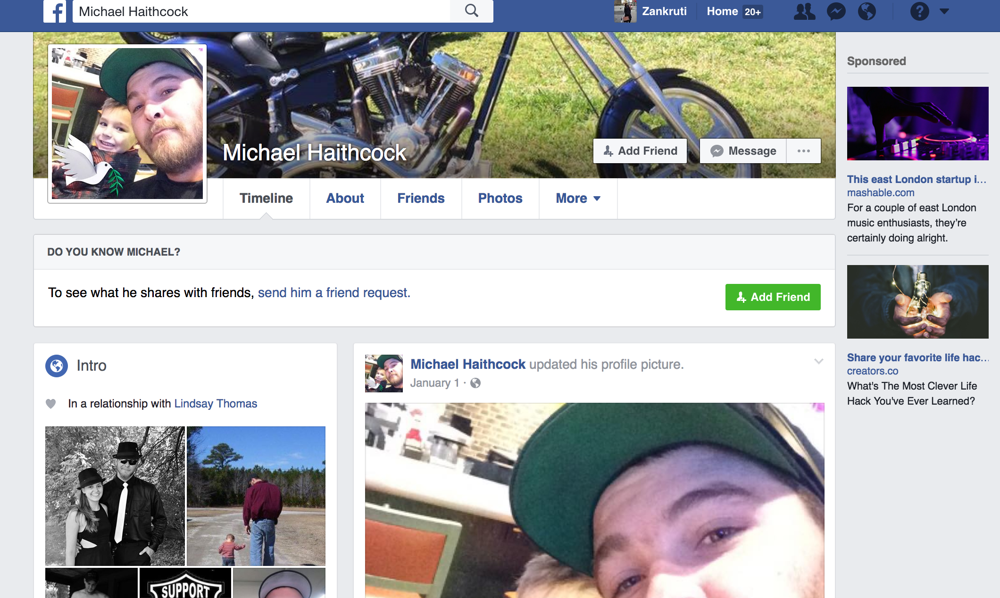 Michael Haithcock
Zankruti
Home 20+
Michael Haithcock
Add Friend
Message
Timeline
About
Friends
Photos
More
Sponsored
This east London startup i...
mashable.com
For a couple of east London
music enthusiasts, they’re
certainly doing alright.
Share your favorite life hac...
creators.co
What's The Most Clever Life
Hack You've Ever Learned?
DO YOU KNOW MICHAEL?
To see what he shares with friends, send him a friend request.
Add Friend
Intro
In a relationship with Lindsay Thomas
SUPPORT
Michael Haithcock updated his profile picture.
January 1 ·